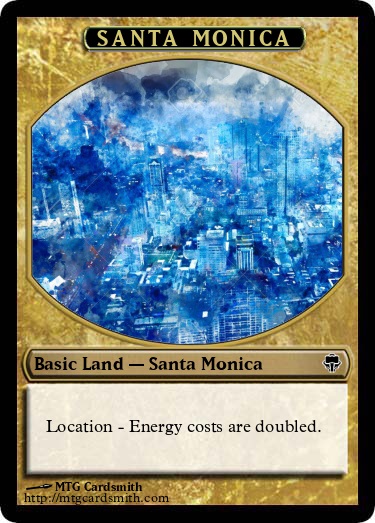 SANTA MONICA
Basic Land — Santa Monica
Location - Energy costs are doubled.
MTG Cardsmith
http://mtgcardsmith.com